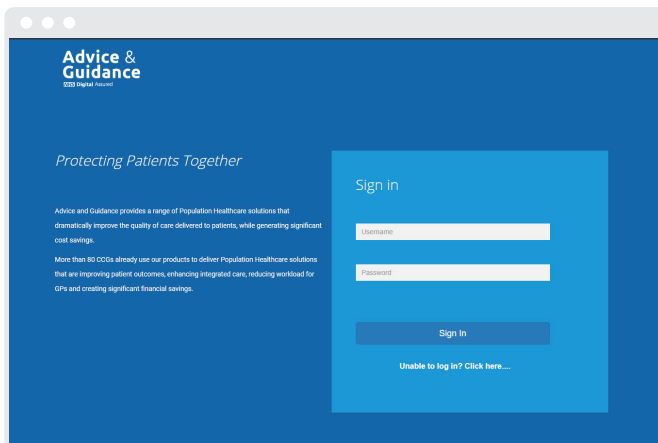 Advice &
Guidance
NHS Digital Assured
Protecting Patients Together
Advice and Guidance provides a range of Population Healthcare solutions that
dramatically improve the quality of care delivered to patients, while generating significant
cost savings.
More than 80 CCGs already use our products to deliver Population Healthcare solutions
that are improving patient outcomes, enhancing integrated care, reducing workload for
GPs and creating significant financial savings.
Sign in
Username
Password
Sign In
Unable to log in? Click here....